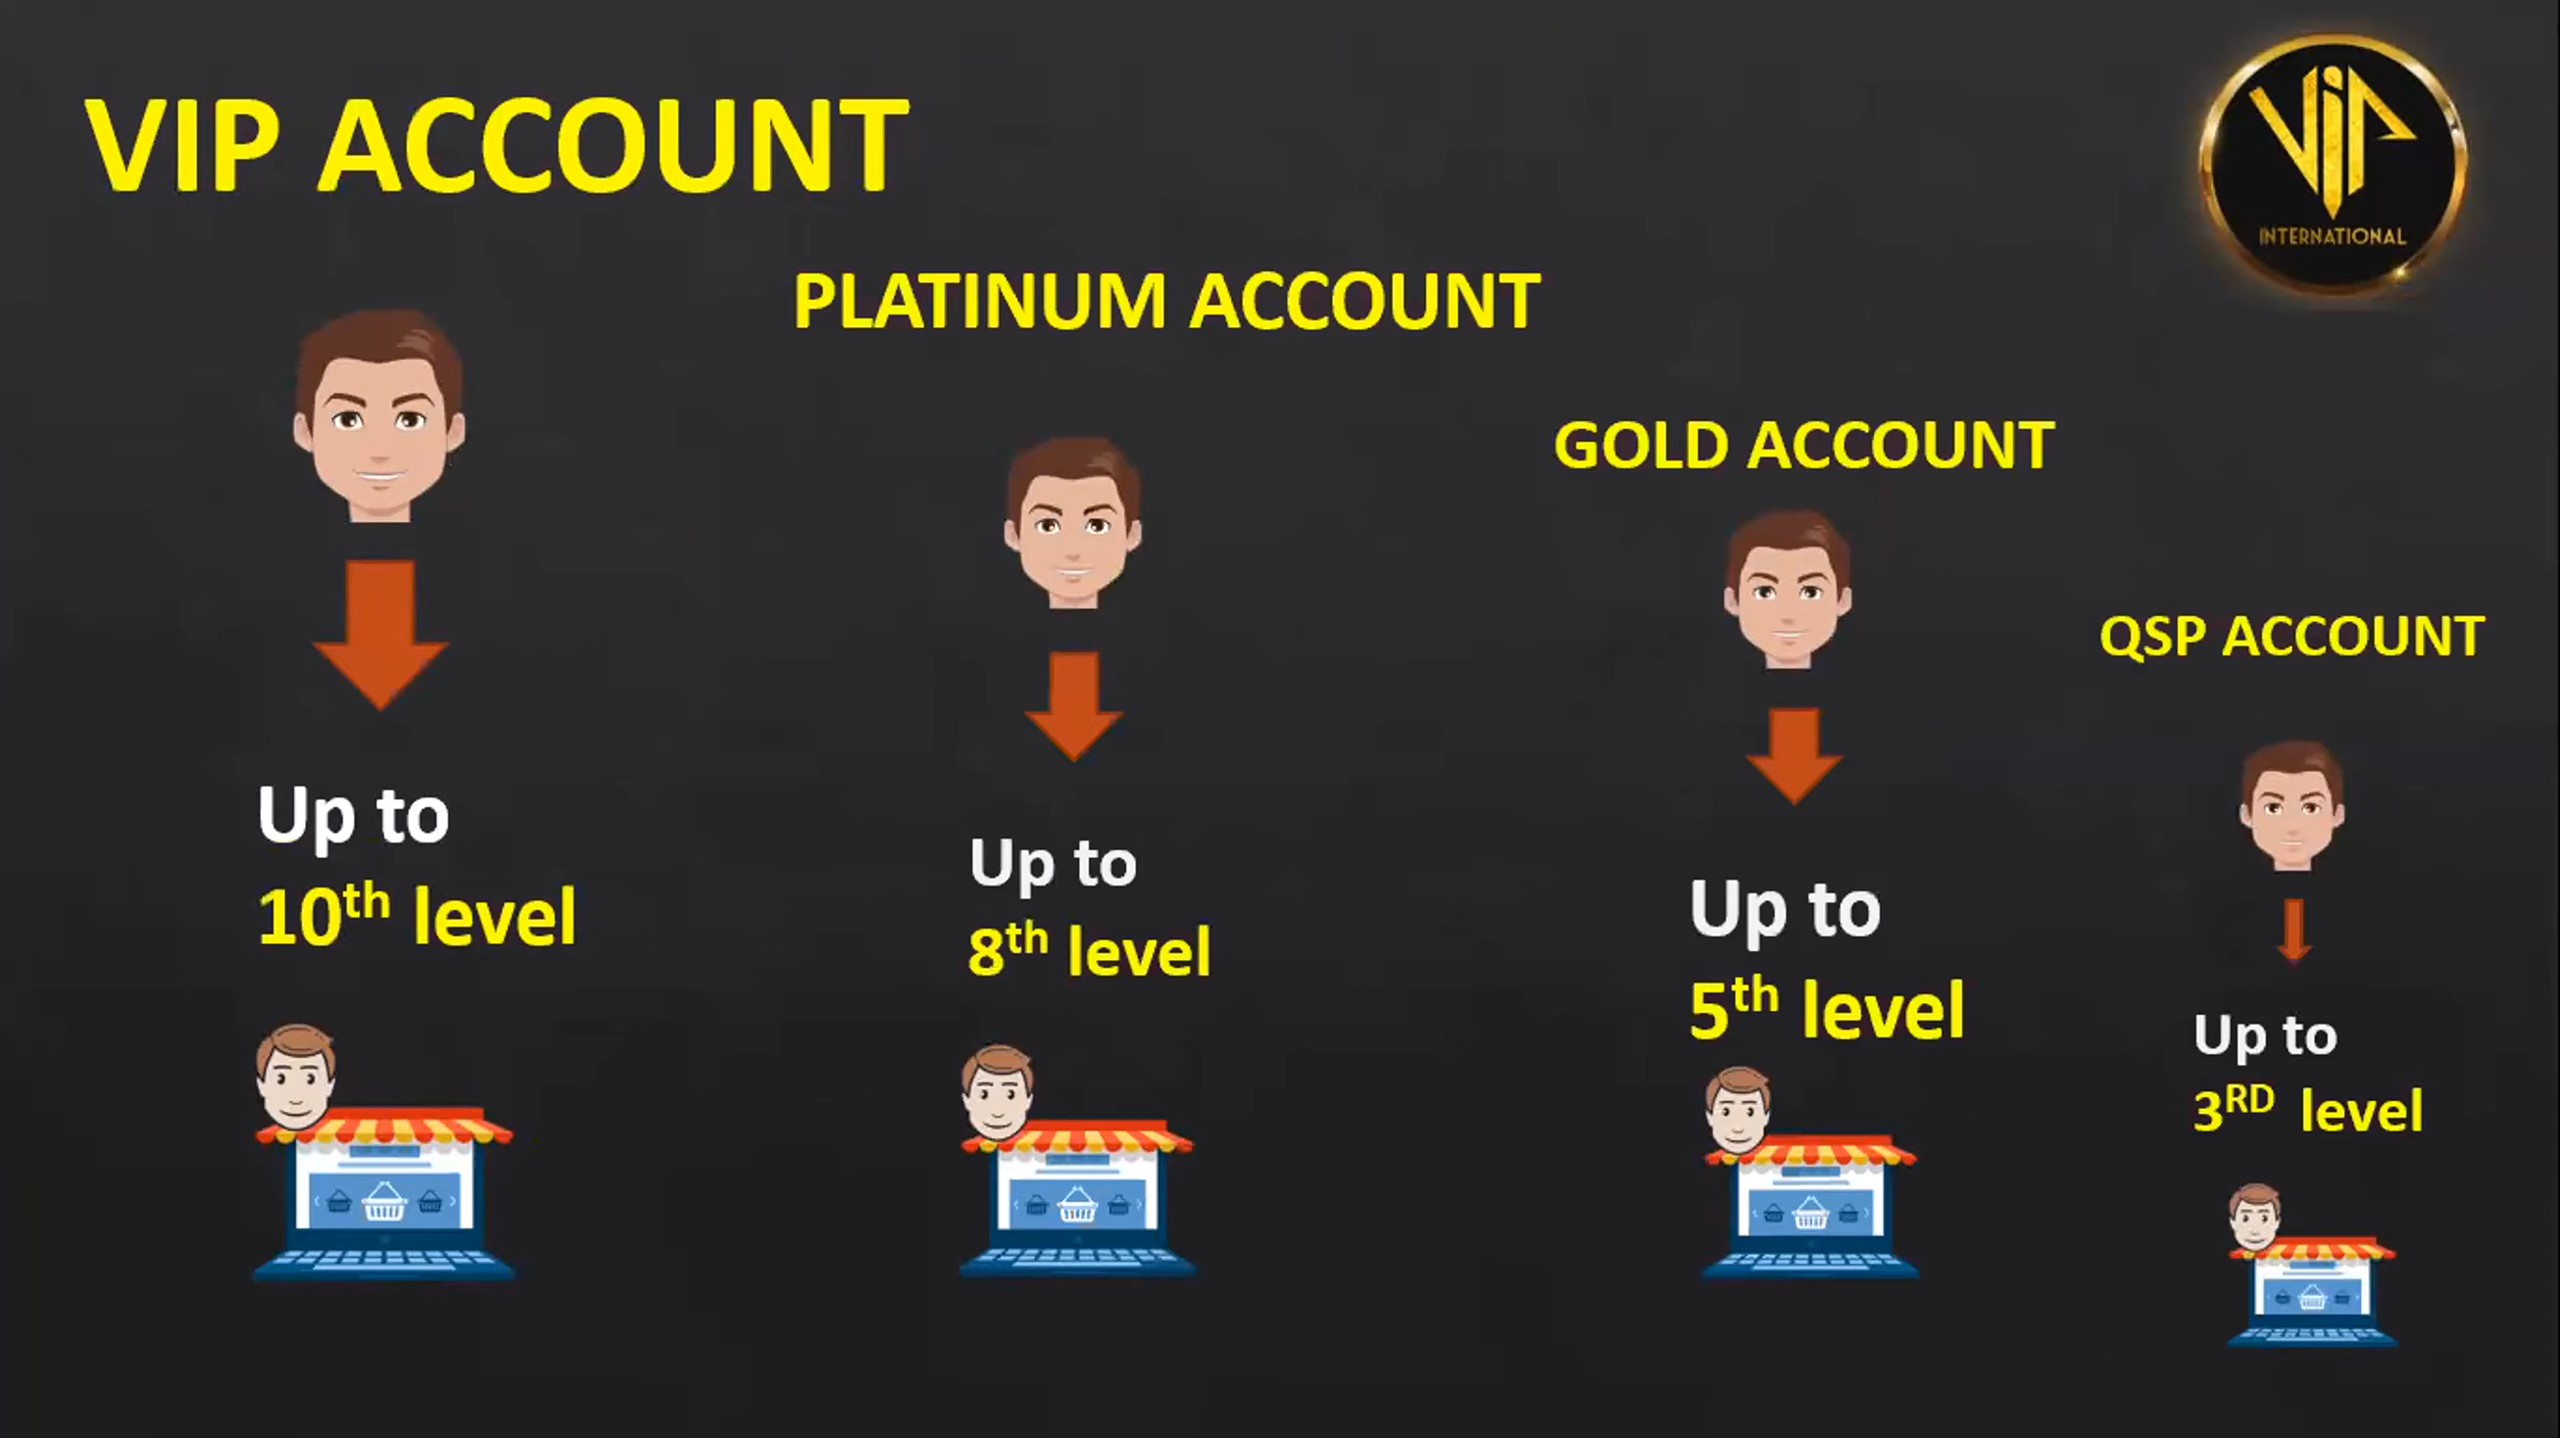 VIP ACCOUNT
VIP
INTERNATIONAL
PLATINUM ACCOUNT
GOLD ACCOUNT
QSP ACCOUNT
Up to
10th level
Up to
8th level
Up to
5th level
Up to
3RD level